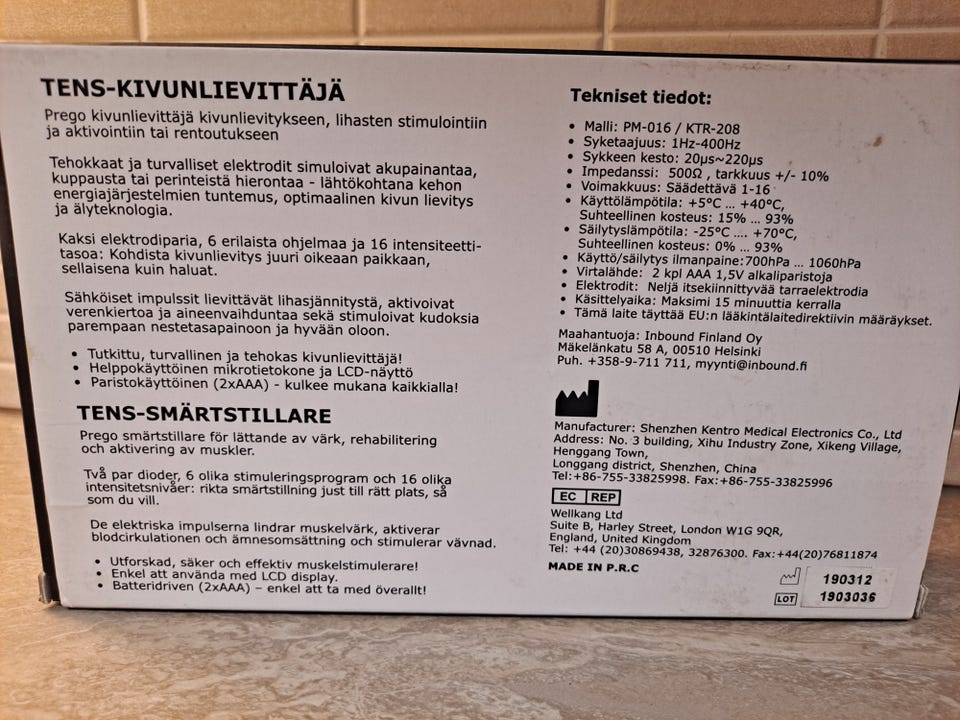 TENS-KIVUNLIEVITTÄJÄ
Prego kivunlievittäjä kivunlievitykseen, lihasten stimulointiin
ja aktivointiin tai rentoutukseen
Tehokkaat ja turvalliset elektrodit simuloivat akupainantaa,
kuppausta tai perinteistä hierontaa - lähtökohtana kehon
energiajärjestelmien tuntemus, optimaalinen kivun lievitys
ja älyteknologia.
Kaksi elektrodiparia, 6 erilaista ohjelmaa ja 16 intensiteetti-
tasoa: Kohdista kivunlievitys juuri oikeaan paikkaan,
sellaisena kuin haluat.
Sähköiset impulssit lievittävät lihasjännitystä, aktivoivat
verenkiertoa ja aineenvaihduntaa sekä stimuloivat kudoksia
parempaan nestetasapainoon ja hyvään oloon.
• Tutkittu, turvallinen ja tehokas kivunlievittäjä!
• Helppokäyttöinen mikrotietokone ja LCD-näyttö
• Paristokäyttöinen (2xAAA) - kulkee mukana kaikkialla!
TENS-SMÄRTSTILLARE
Prego smärtstillare för lättande av värk, rehabilitering
och aktivering av muskler.
Två par dioder, 6 olika stimuleringsprogram och 16 olika
intensitetsnivåer: rikta smärtstillning just till rätt plats, så
som du vill.
De elektriska impulserna lindrar muskelvärk, aktiverar
blodcirkulationen och ämnesomsättning och stimulerar vävnad.
• Utforskad, säker och effektiv muskelstimulerare!
• Enkel att använda med LCD display.
• Batteridriven (2xAAA) – enkel att ta med överallt!
Tekniset tiedot:
• Malli: PM-016 / KTR-208
• Syketaajuus: 1Hz-400Hz
• Sykkeen kesto: 20µs~220µs
• Impedanssi: 500Ω , tarkkuus +/- 10%
• Voimakkuus: Säädettävä 1-16
• Käyttölämpötila: +5°C ... +40°C,
Suhteellinen kosteus: 15% ... 93%
• Säilytyslämpötila: -25°C .... +70°C,
Suhteellinen kosteus: 0% ... 93%
• Käyttö/säilytys ilmanpaine:700hPa ... 1060hPa
• Virtalähde: 2 kpl AAA 1,5V alkaliparistoja
• Elektrodit: Neljä itsekiinnittyvää tarraelektrodia
• Käsittelyaika: Maksimi 15 minuuttia kerralla
• Tämä laite täyttää EU:n lääkintälaitedirektiivin määräykset.
Maahantuoja: Inbound Finland Oy
Mäkelänkatu 58 A, 00510 Helsinki
Puh. +358-9-711 711, myynti@inbound.fi
Manufacturer: Shenzhen Kentro Medical Electronics Co., Ltd
Address: No. 3 building, Xihu Industry Zone, Xikeng Village,
Henggang Town,
Longgang district, Shenzhen, China
Tel:+86-755-33825998. Fax:+86-755-33825996
EC REP
Wellkang Ltd
Suite B, Harley Street, London W1G 9QR,
England, United Kingdom
Tel: +44 (20)30869438, 32876300. Fax:+44(20)76811874
MADE IN P.R.C
190312
LOT 1903036